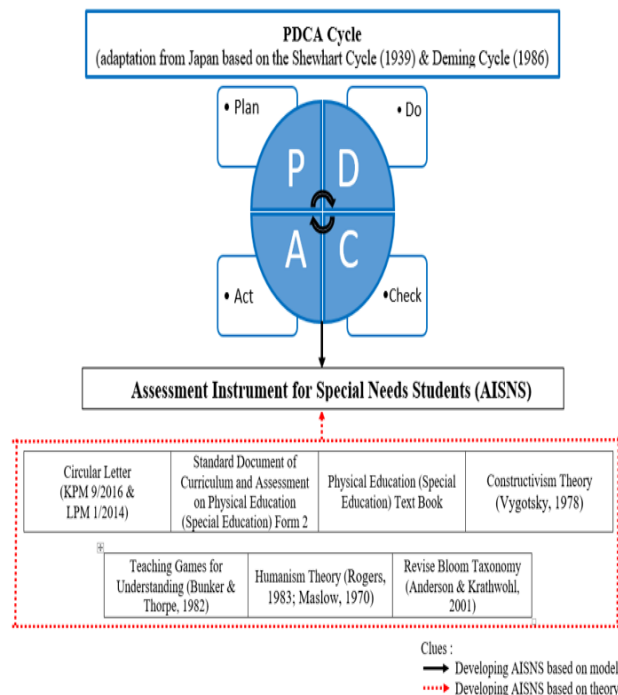 PDCA Cycle
(adaptation from Japan based on the Shewhart Cycle (1939) & Deming Cycle (1986)
• Plan
• Do
P
D
A
C
• Act
•Check
Assessment Instrument for Special Needs Students (AISNS)
Circular Letter
(KPM 9/2016 &
LPM 1/2014)
Standard Document of
Curriculum and Assessment
on Physical Education
(Special Education) Form 2
Physical Education (Special
Education) Text Book
Constructivism Theory
(Vygotsky, 1978)
Teaching Games for
Understanding (Bunker &
Thorpe, 1982)
Humanism Theory (Rogers,
1983; Maslow, 1970)
Revise Bloom Taxonomy
(Anderson & Krathwohl,
2001)
Clues :
Developing AISNS based on model
Developing AISNS based on theory